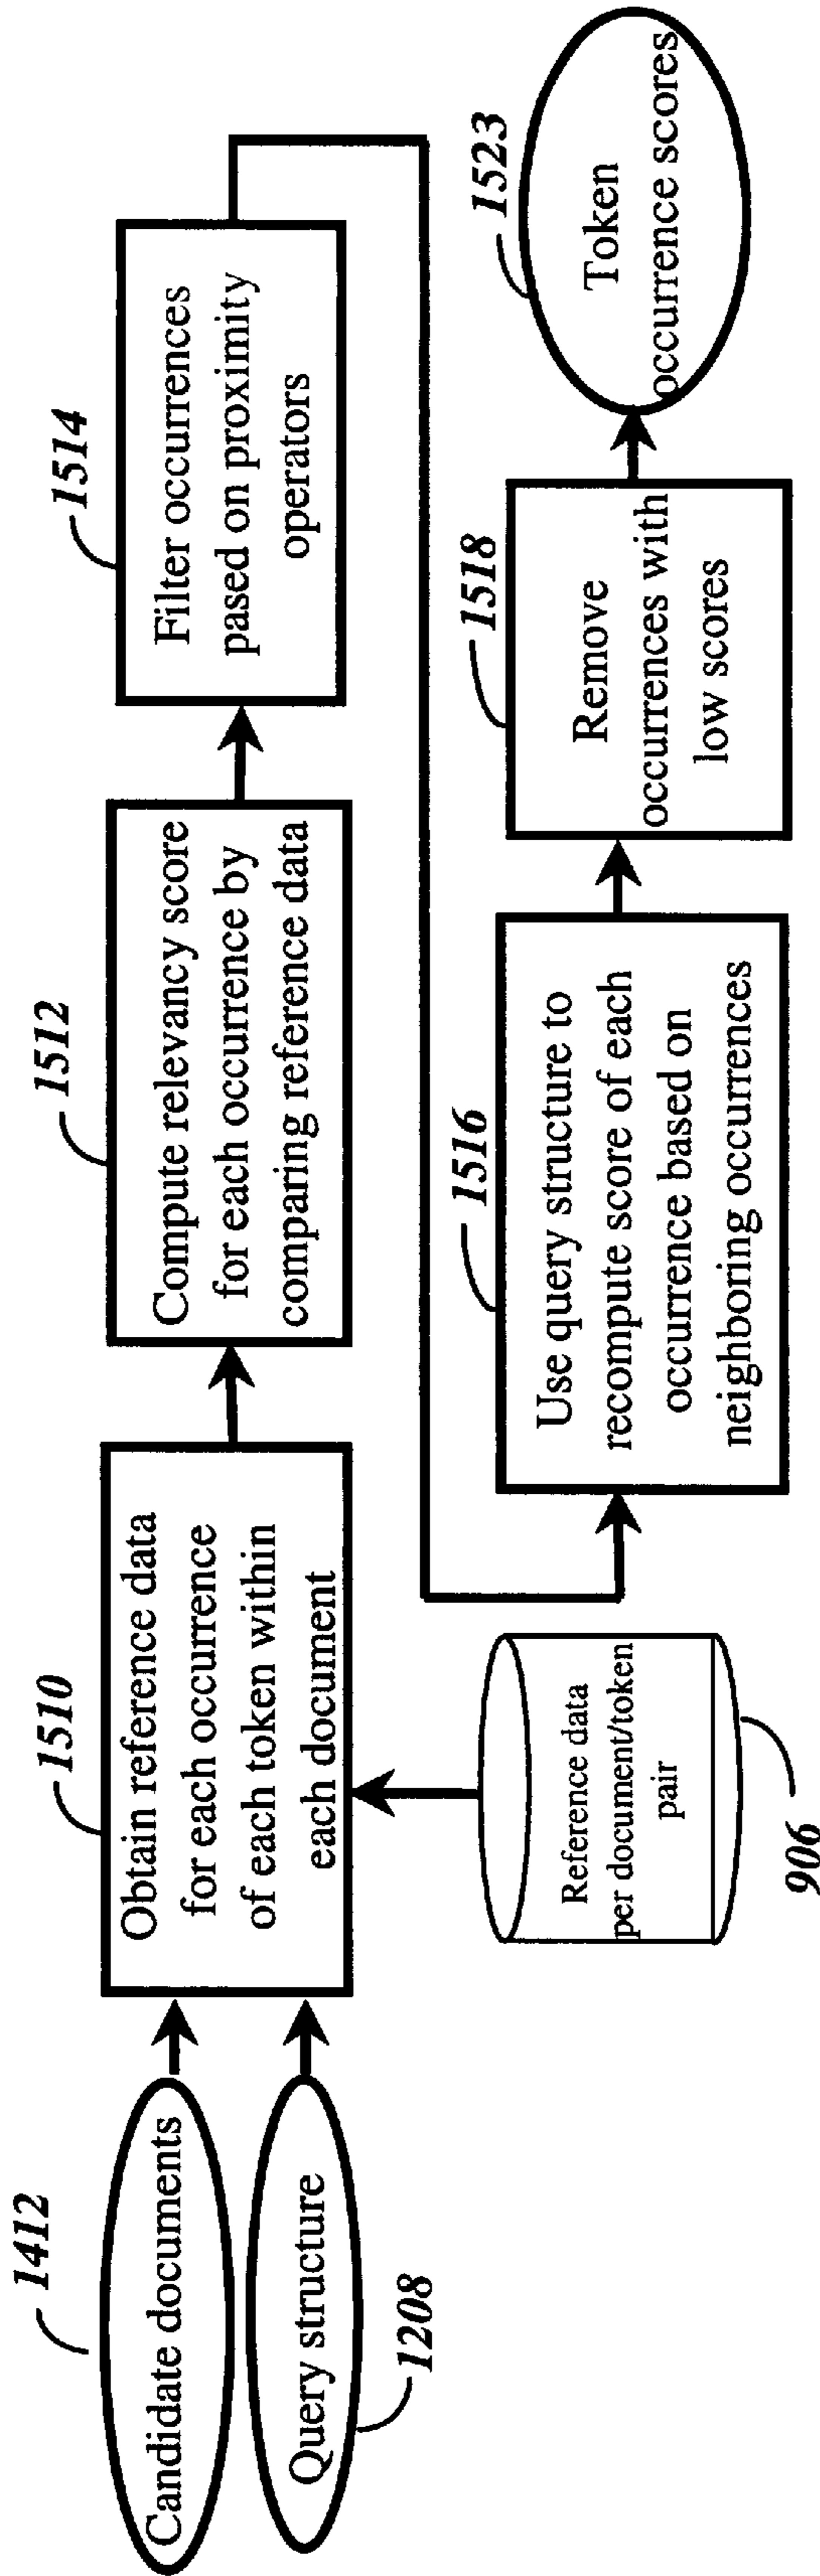 1412
Candidate documents
Query structure
1208
1510
Obtain reference data
for each occurrence
of each token within
each document
Reference data
per document/token
pair
906
1512
Compute relevancy score
for each occurrence by
comparing reference data
1514
Filter occurrences
pased on proximity
operators
1516
Use query structure to
recompute score of each
occurrence based on
neighboring occurrences
1518
Remove
occurrences with
low scores
1523
Token
occurrence scores